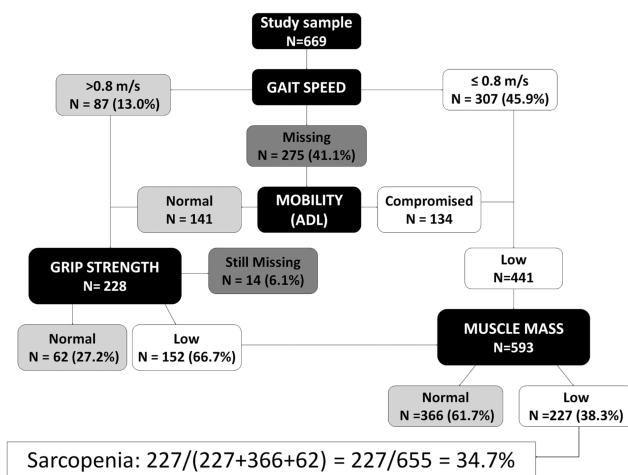 Study sample
N=669
>0.8 m/s
N = 87 (13.0%)
GAIT SPEED
≤ 0.8 m/s
N = 307 (45.9%)
Missing
N = 275 (41.1%)
Normal
N = 141
MOBILITY
(ADL)
Compromised
N = 134
GRIP STRENGTH
N= 228
Still Missing
N = 14 (6.1%)
Low
N=441
Normal
N = 62 (27.2%)
Low
N = 152 (66.7%)
MUSCLE MASS
N=593
Normal
N =366 (61.7%)
Low
N =227 (38.3%)
Sarcopenia: 227/(227+366+62) = 227/655 = 34.7%